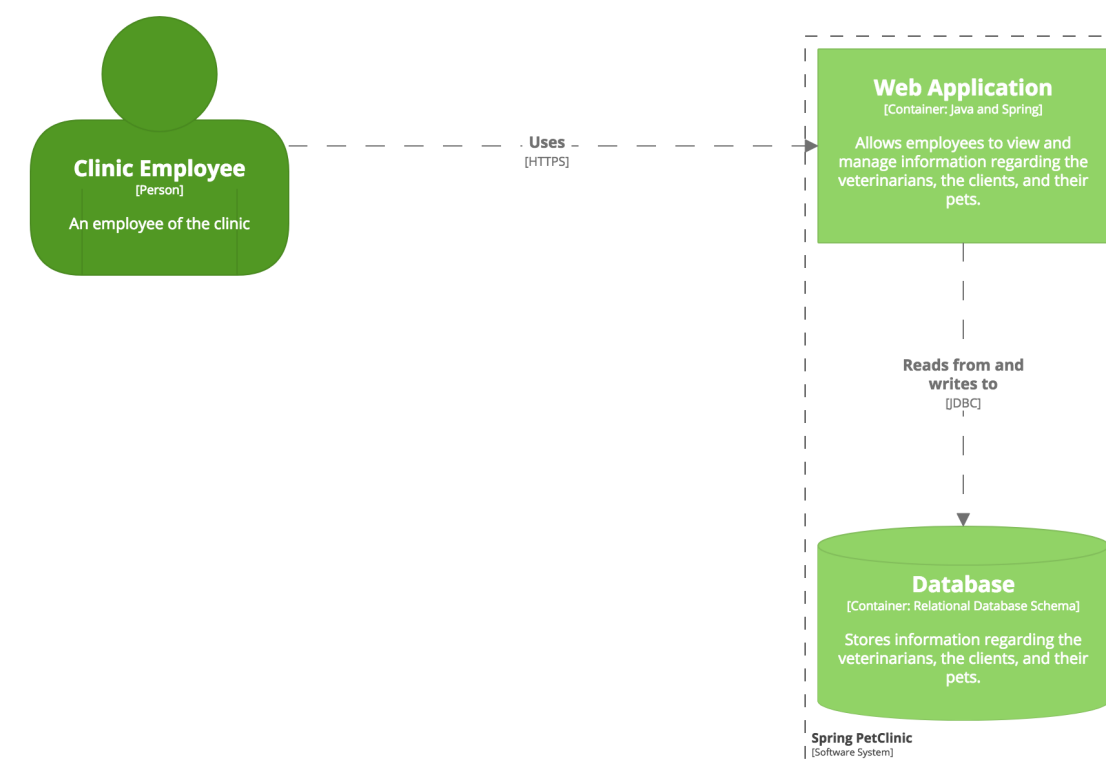 Clinic Employee
[Person]
An employee of the clinic
Uses
[HTTPS]
Web Application
[Container: Java and Spring]
Allows employees to view and
manage information regarding the
veterinarians, the clients, and their
pets.
Reads from and
writes to
[JDBC]
Database
[Container: Relational Database Schema]
Stores information regarding the
veterinarians, the clients, and their
pets.
Spring PetClinic
[Software System]